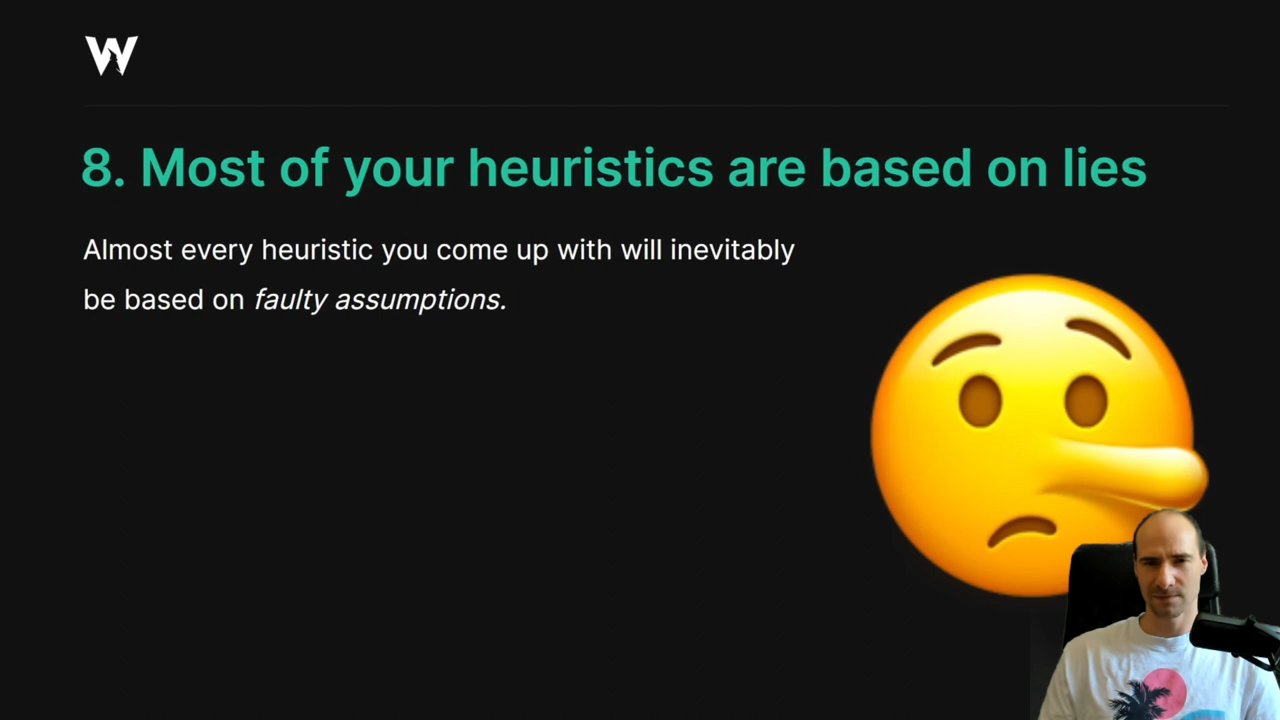 W
8. Most of your heuristics are based on lies
Almost every heuristic you come up with will inevitably
be based on faulty assumptions.